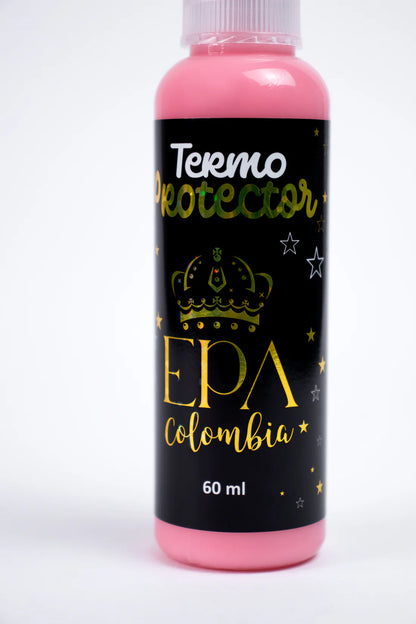 Termo
Protector
EPA
Colombia
60 ml